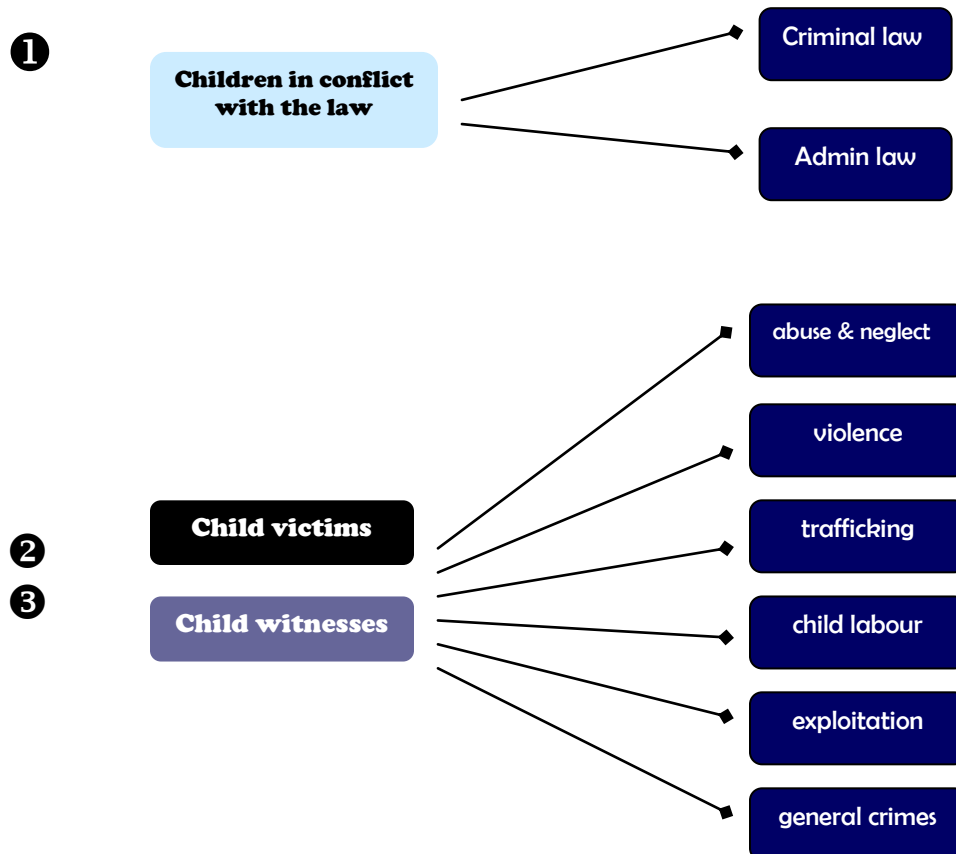 ❶
Children in conflict
with the law
Criminal law
Admin law
❷
Child victims
❸
Child witnesses
abuse & neglect
violence
trafficking
child labour
exploitation
general crimes